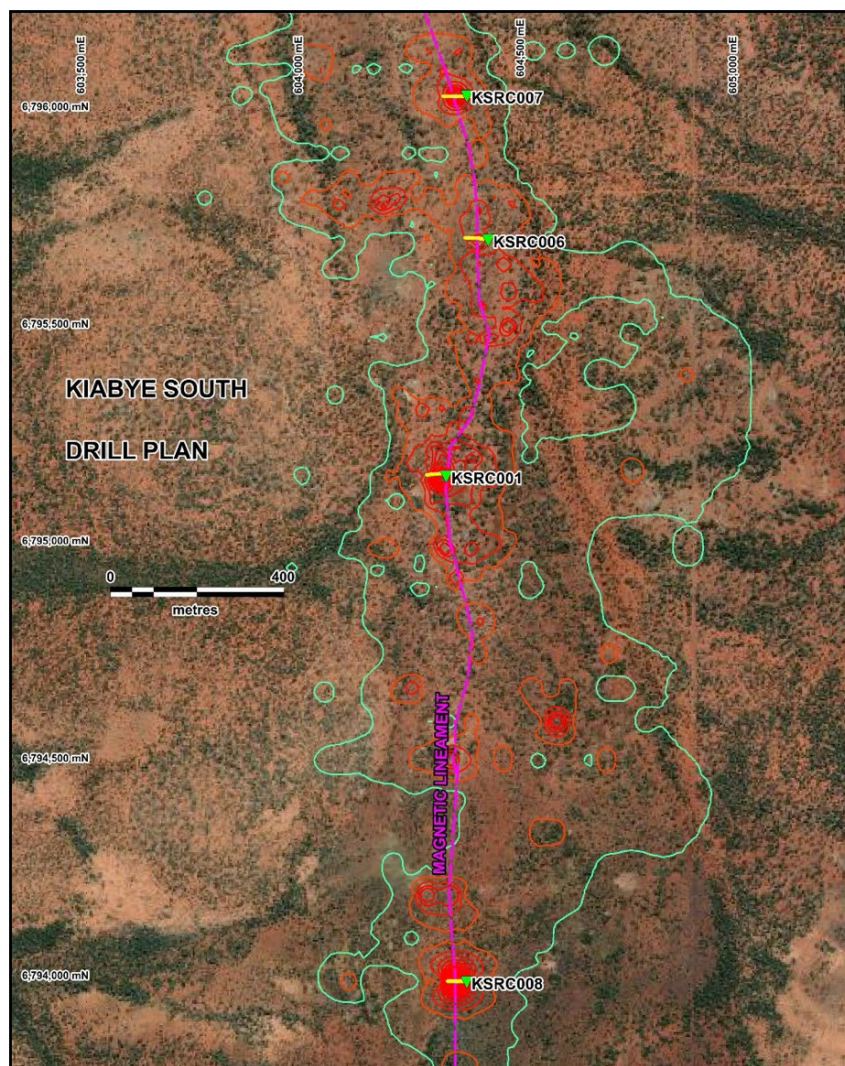 603,500 mE
604,000 mE
604,500 mE
605,000 mE
6,796,000 mN
KSRC007
KSRC006
6,795,500 mN
KIABYE SOUTH
DRILL PLAN
KSRC001
6,795,000 mN
0 400
metres
MAGNETIC LINEAMENT
6,794,500 mN
6,794,000 mN
KSRC008